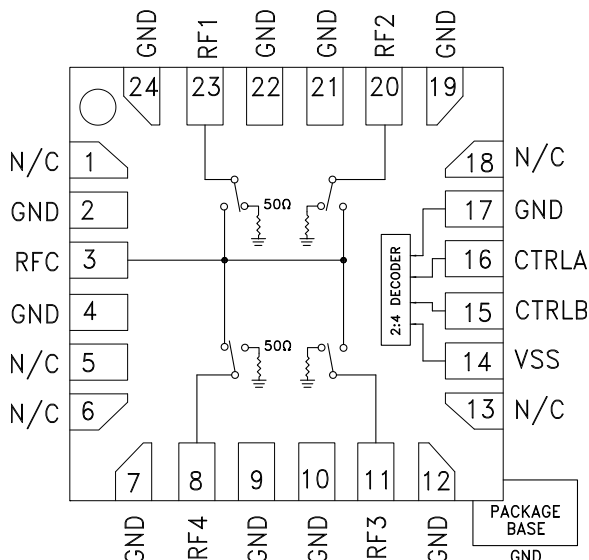 GND RF1 GND GND RF2 GND
24 23 22 21 20 19
N/C 1
18 N/C
GND 2
50Ω
17 GND
RFC 3
16 CTRLA
2:4 DECODER
GND 4
15 CTRLB
N/C 5
50Ω
14 VSS
N/C 6
13 N/C
7 8 9 10 11 12
GND RF4 GND GND RF3 GND
PACKAGE
BASE
GND